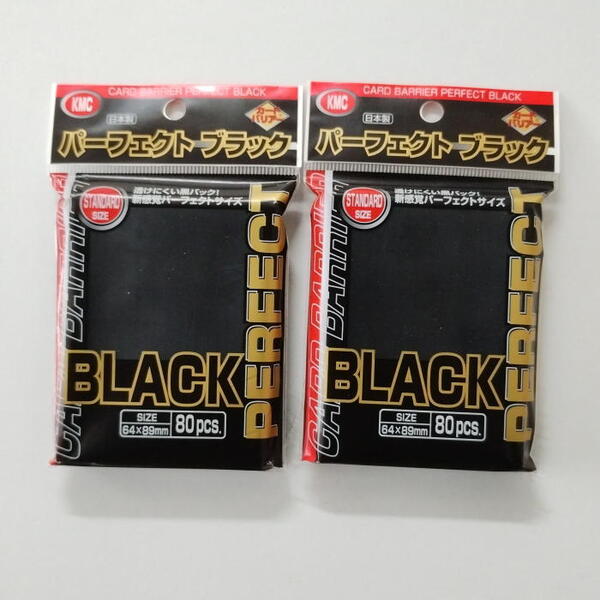 CARD BARRIER PERFECT BLACK
KMC
日本製
カード
バリアー
パーフェクト ブラック
透けにくい黒バック!
新感覚パーフェクトサイズ
STANDARD
SIZE
CARD BARRIER
PERFECT
BLACK
SIZE
64×89mm
80pcs.
CARD BARRIER PERFECT BLACK
KMC
日本製
カード
バリアー
パーフェクト ブラック
透けにくい黒バック!
新感覚パーフェクトサイズ
STANDARD
SIZE
CARD BARRIER
PERFECT
BLACK
SIZE
64×89mm
80pcs.